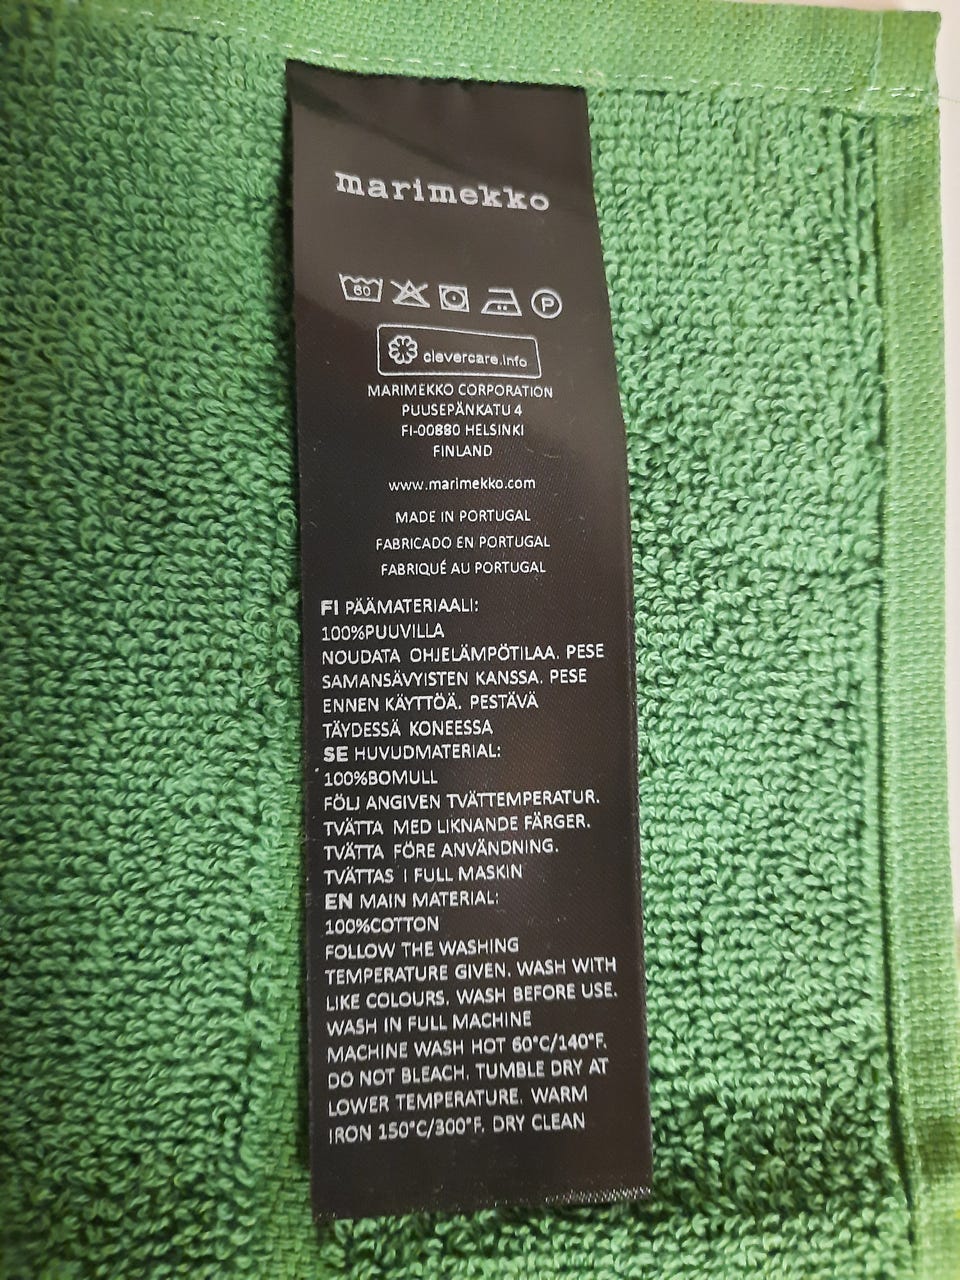 marimekko
60 P
clevercare.info
MARIMEKKO CORPORATION
PUUSEPÄNKATU 4
FI-00880 HELSINKI
FINLAND
www.marimekko.com
MADE IN PORTUGAL
FABRICADO EN PORTUGAL
FABRIQUÉ AU PORTUGAL
FI PÄÄMATERIAALI:
100%PUUVILLA
NOUDATA OHJELÄMPÖTILAA. PESE
SAMANSÄVYISTEN KANSSA. PESE
ENNEN KÄYTTÖÄ. PESTÄVÄ
TÄYDESSÄ KONEESSA
SE HUVUDMATERIAL:
100%BOMULL
FÖLJ ANGIVEN TVÄTTEMPERATUR.
TVÄTTA MED LIKNANDE FÄRGER.
TVÄTTA FÖRE ANVÄNDNING.
TVÄTTAS I FULL MASKIN
EN MAIN MATERIAL:
100%COTTON
FOLLOW THE WASHING
TEMPERATURE GIVEN. WASH WITH
LIKE COLOURS. WASH BEFORE USE.
WASH IN FULL MACHINE
MACHINE WASH HOT 60°C/140°F.
DO NOT BLEACH. TUMBLE DRY AT
LOWER TEMPERATURE. WARM
IRON 150°C/300°F. DRY CLEAN